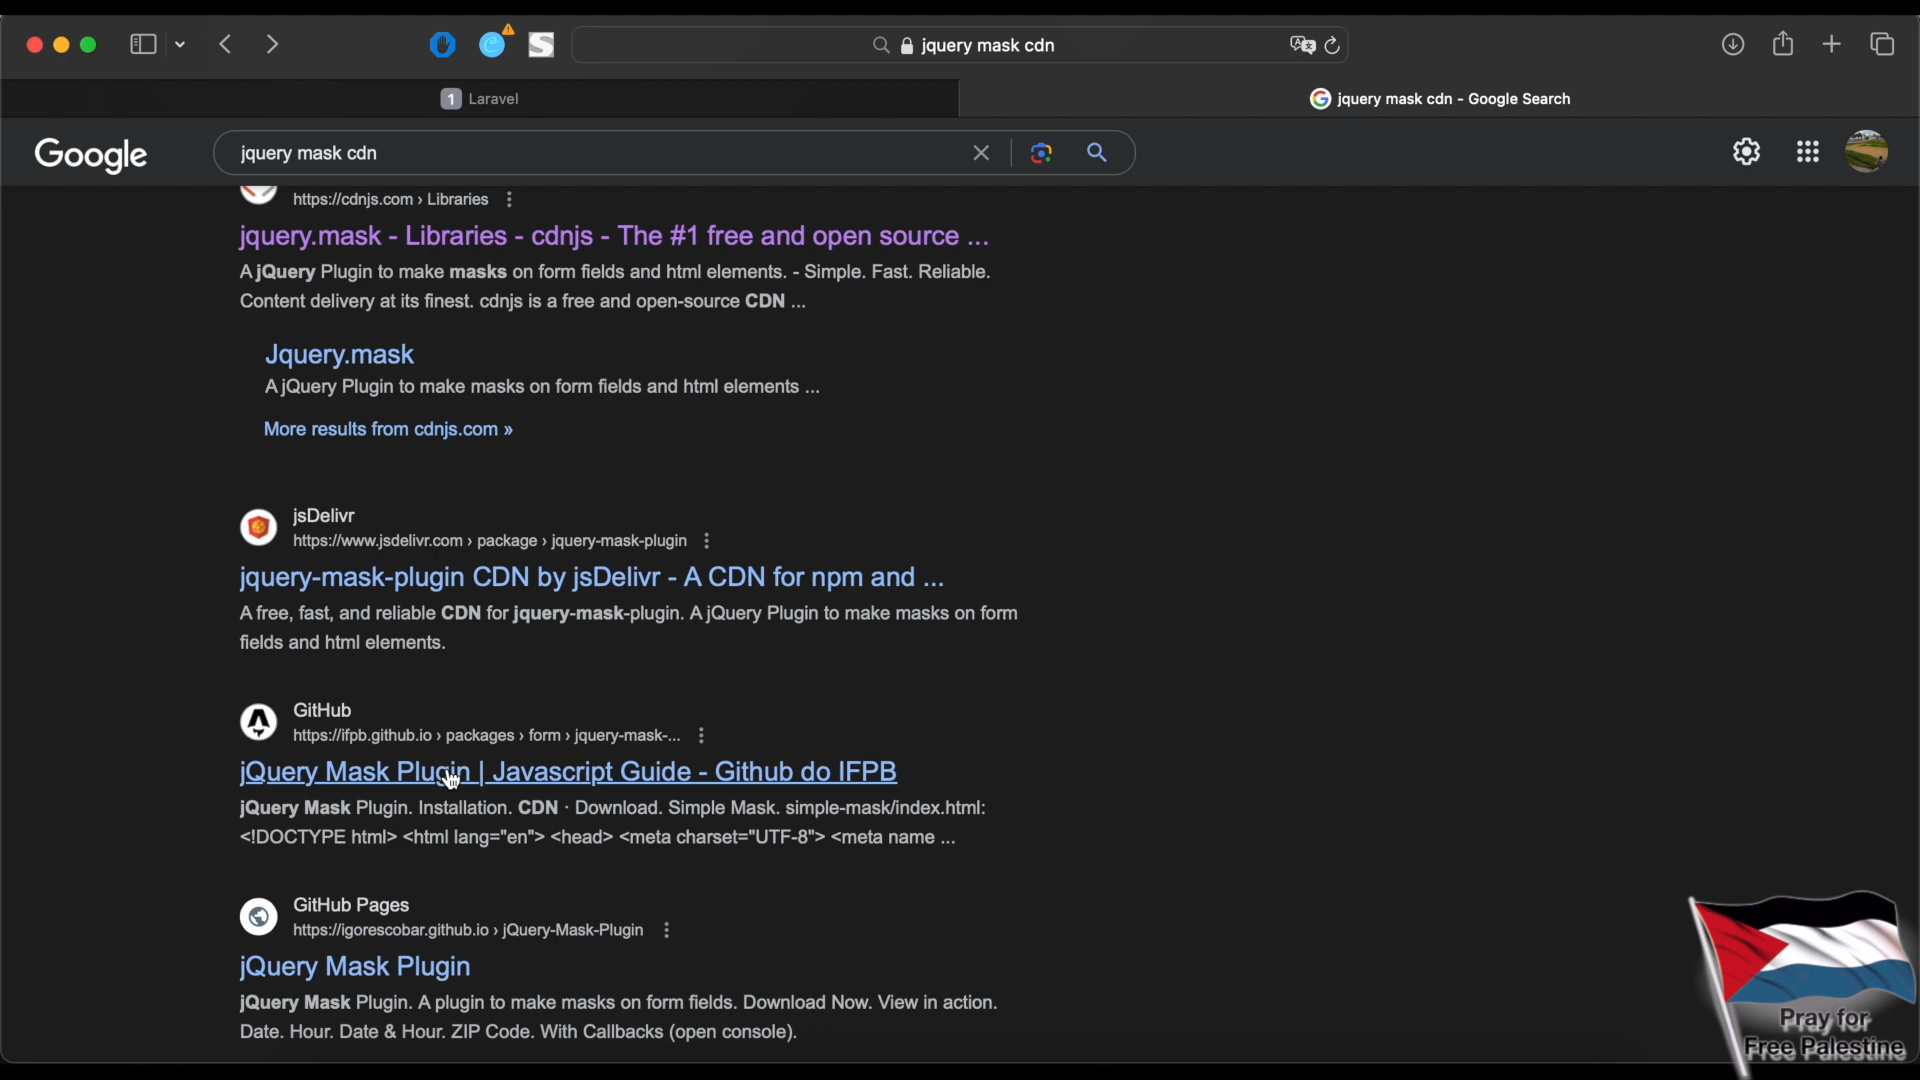 jquery mask cdn
1 Laravel
jquery mask cdn - Google Search
Google
jquery mask cdn
https://cdnjs.com › Libraries
jquery.mask - Libraries - cdnjs - The #1 free and open source ...
A jQuery Plugin to make masks on form fields and html elements. - Simple. Fast. Reliable.
Content delivery at its finest. cdnjs is a free and open-source CDN ...
Jquery.mask
A jQuery Plugin to make masks on form fields and html elements ...
More results from cdnjs.com »
jsDelivr
https://www.jsdelivr.com › package › jquery-mask-plugin
jquery-mask-plugin CDN by jsDelivr - A CDN for npm and ...
A free, fast, and reliable CDN for jquery-mask-plugin. A jQuery Plugin to make masks on form
fields and html elements.
GitHub
https://ifpb.github.io › packages › form › jquery-mask-...
jQuery Mask Plugin | Javascript Guide - Github do IFPB
jQuery Mask Plugin. Installation. CDN · Download. Simple Mask. simple-mask/index.html:
<!DOCTYPE html> <html lang="en"> <head> <meta charset="UTF-8"> <meta name ...
GitHub Pages
https://igorescobar.github.io › jQuery-Mask-Plugin
jQuery Mask Plugin
jQuery Mask Plugin. A plugin to make masks on form fields. Download Now. View in action.
Date. Hour. Date & Hour. ZIP Code. With Callbacks (open console).
Pray for
Free Palestine